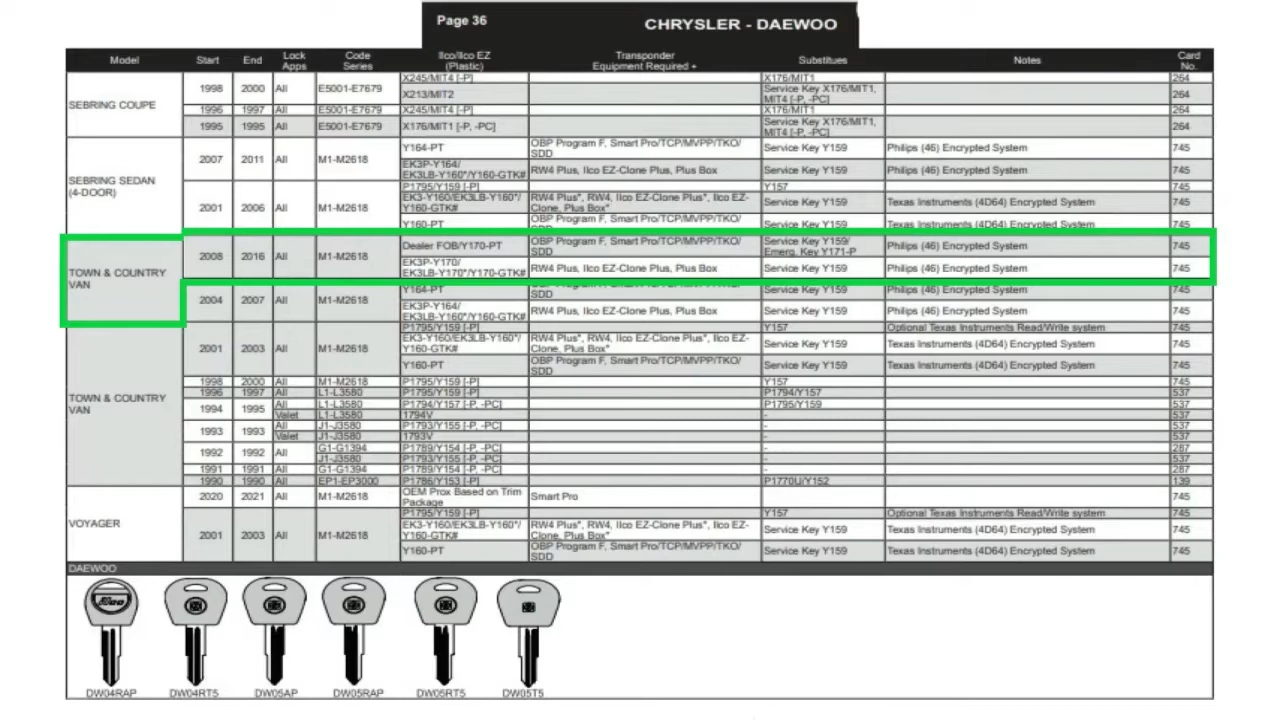 Page 36 CHRYSLER - DAEWOO
Model Start End Lock Apps Code Series Ilco/Ilco EZ (Plastic) Transponder Equipment Required + Substitues Notes Card No.
SEBRING COUPE 1998 2000 All E5001-E7679 X245/MIT4 [-P] X176/MIT1 264
X213/MIT2 Service Key X176/MIT1, MIT4 [-P, -PC] 264
1996 1997 All E5001-E7679 X245/MIT4 [-P] X176/MIT1 264
1995 1995 All E5001-E7679 X176/MIT1 [-P, -PC] Service Key X176/MIT1, MIT4 [-P, -PC] 264
SEBRING SEDAN (4-DOOR) 2007 2011 All M1-M2618 Y164-PT OBP Program F, Smart Pro/TCP/MVPP/TKO/ SDD Service Key Y159 Philips (46) Encrypted System 745
EK3P-Y164/ EK3LB-Y160*/Y160-GTK# RW4 Plus, Ilco EZ-Clone Plus, Plus Box Service Key Y159 Philips (46) Encrypted System 745
2001 2006 All M1-M2618 P1795/Y159 [-P] Y157 745
EK3-Y160/EK3LB-Y160*/ Y160-GTK# RW4 Plus*, RW4, Ilco EZ-Clone Plus*, Ilco EZ-Clone, Plus Box* Service Key Y159 Texas Instruments (4D64) Encrypted System 745
Y160-PT OBP Program F, Smart Pro/TCP/MVPP/TKO/ Service Key Y159 Texas Instruments (4D64) Encrypted System 745
TOWN & COUNTRY VAN 2008 2016 All M1-M2618 Dealer FOB/Y170-PT OBP Program F, Smart Pro/TCP/MVPP/TKO/ SDD Service Key Y159/ Emerg. Key Y171-P Philips (46) Encrypted System 745
EK3P-Y170/ EK3LB-Y170*/Y170-GTK# RW4 Plus, Ilco EZ-Clone Plus, Plus Box Service Key Y159 Philips (46) Encrypted System 745
2004 2007 All M1-M2618 Y164-PT SDD Service Key Y159 Philips (46) Encrypted System 745
EK3P-Y164/ EK3LB-Y160*/Y160-GTK# RW4 Plus, Ilco EZ-Clone Plus, Plus Box Service Key Y159 Philips (46) Encrypted System 745
TOWN & COUNTRY VAN 2001 2003 All M1-M2618 P1795/Y159 [-P] Y157 Optional Texas Instruments Read/Write system 745
EK3-Y160/EK3LB-Y160*/ Y160-GTK# RW4 Plus*, RW4, Ilco EZ-Clone Plus*, Ilco EZ-Clone, Plus Box* Service Key Y159 Texas Instruments (4D64) Encrypted System 745
Y160-PT OBP Program F, Smart Pro/TCP/MVPP/TKO/ SDD Service Key Y159 Texas Instruments (4D64) Encrypted System 745
1998 2000 All M1-M2618 P1795/Y159 [-P] Y157 745
1996 1997 All L1-L3580 P1795/Y159 [-P] P1794/Y157 537
1994 1995 All L1-L3580 P1794/Y157 [-P, -PC] P1795/Y159 537
Valet L1-L3580 1794V - 537
1993 1993 All J1-J3580 P1793/Y155 [-P, -PC] - 537
Valet J1-J3580 1793V - 537
1992 1992 All G1-G1394 P1789/Y154 [-P, -PC] - 287
J1-J3580 P1793/Y155 [-P, -PC] - 537
1991 1991 All G1-G1394 P1789/Y154 [-P, -PC] - 287
1990 1990 All EP1-EP3000 P1786/Y153 [-P] P1770U/Y152 139
VOYAGER 2020 2021 All M1-M2618 OEM Prox Based on Trim Package Smart Pro 745
2001 2003 All M1-M2618 P1795/Y159 [-P] Y157 Optional Texas Instruments Read/Write system 745
EK3-Y160/EK3LB-Y160*/ Y160-GTK# RW4 Plus*, RW4, Ilco EZ-Clone Plus*, Ilco EZ-Clone, Plus Box* Service Key Y159 Texas Instruments (4D64) Encrypted System 745
Y160-PT OBP Program F, Smart Pro/TCP/MVPP/TKO/ SDD Service Key Y159 Texas Instruments (4D64) Encrypted System 745
DAEWOO
Ilco
DW04RAP DW04RT5 DW05AP DW05RAP DW05RT5 DW05T5